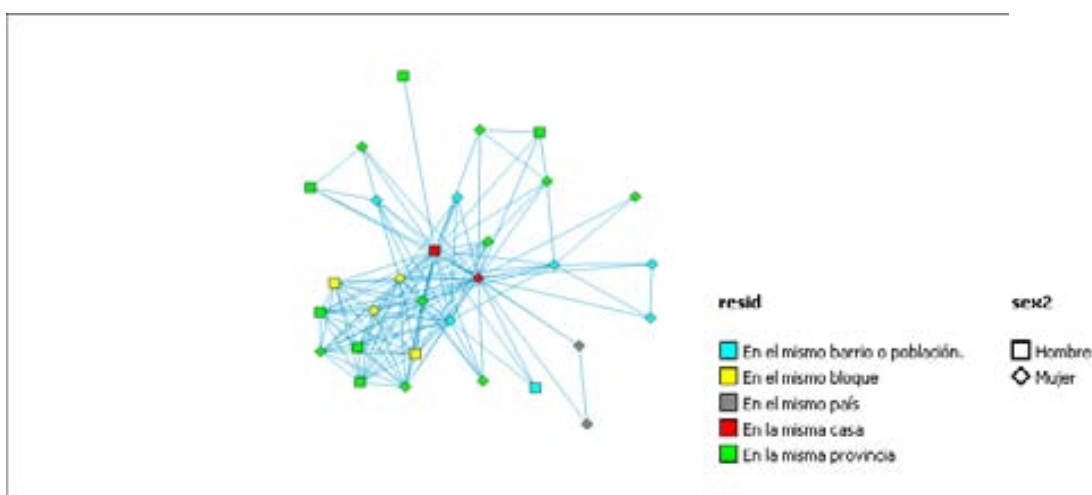 resid
En el mismo barrio o población.
En el mismo bloque
En el mismo país
En la misma casa
En la misma provincia
sex2
Hombre
Mujer